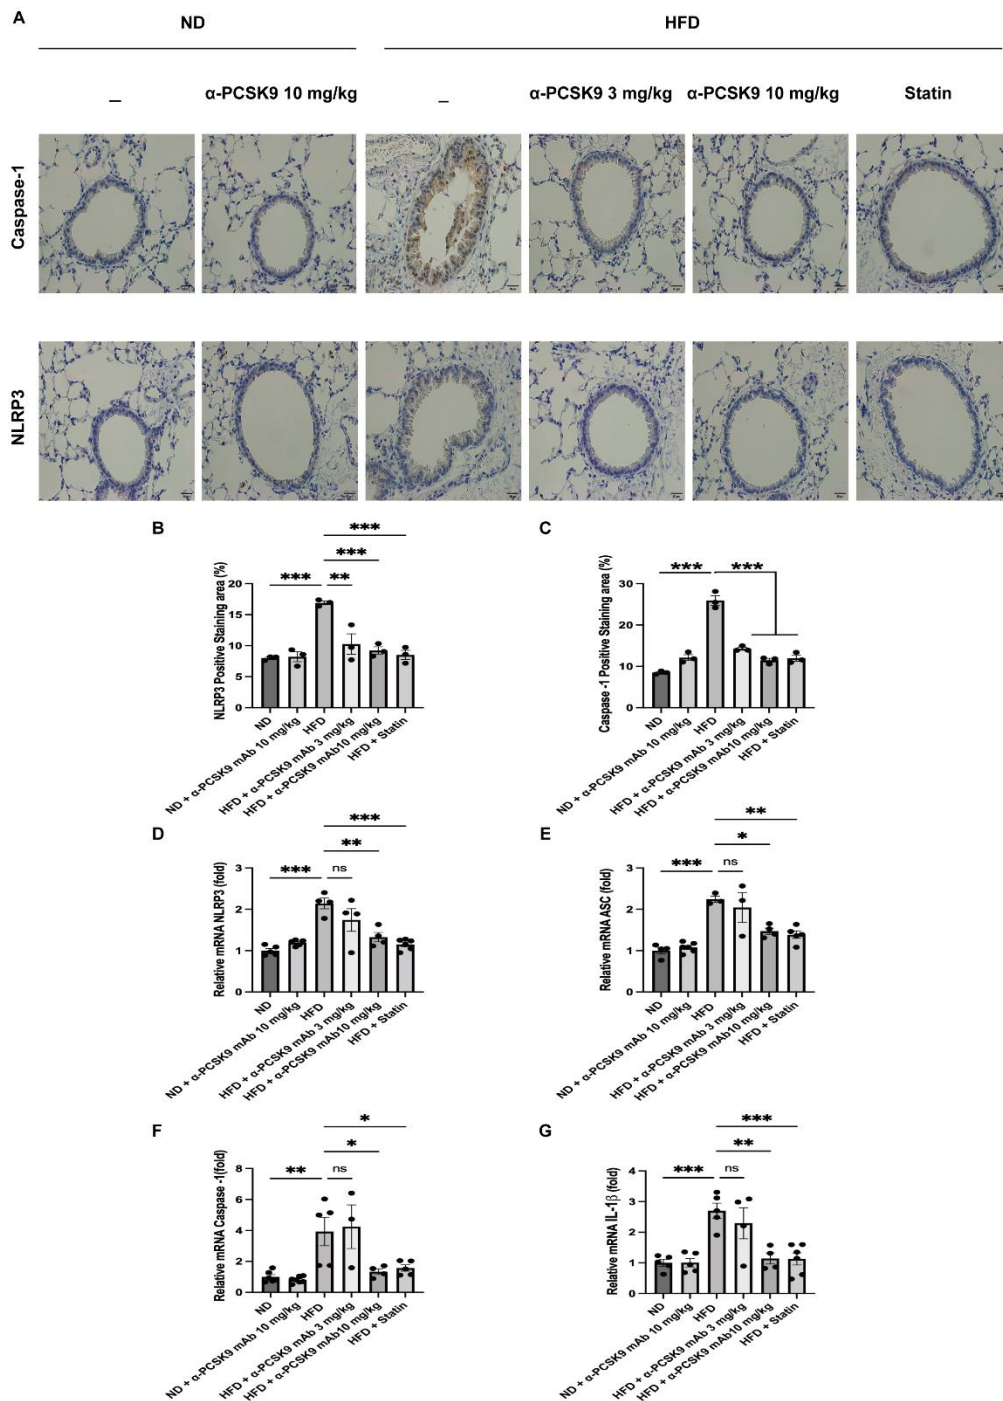 A
ND HFD
_ α-PCSK9 10 mg/kg _ α-PCSK9 3 mg/kg α-PCSK9 10 mg/kg Statin
Caspase-1
NLRP3
B
*** 
***
*** **
NLRP3 Positive Staining area (%)
20
15
10
5
0
ND
ND + α-PCSK9 mAb 10 mg/kg
HFD
HFD + α-PCSK9 mAb 3 mg/kg
HFD + α-PCSK9 mAb10 mg/kg
HFD + Statin
C
*** ***
Caspase -1 Positive Staining area (%)
30
20
10
0
ND
ND + α-PCSK9 mAb 10 mg/kg
HFD
HFD + α-PCSK9 mAb 3 mg/kg
HFD + α-PCSK9 mAb10 mg/kg
HFD + Statin
D
***
**
*** ns
Relative mRNA NLRP3 (fold)
3
2
1
0
ND
ND + α-PCSK9 mAb 10 mg/kg
HFD
HFD + α-PCSK9 mAb 3 mg/kg
HFD + α-PCSK9 mAb10 mg/kg
HFD + Statin
E
**
*
*** ns
Relative mRNA ASC (fold)
3
2
1
0
ND
ND + α-PCSK9 mAb 10 mg/kg
HFD
HFD + α-PCSK9 mAb 3 mg/kg
HFD + α-PCSK9 mAb10 mg/kg
HFD + Statin
F
*
*
** ns
Relative mRNA Caspase -1(fold)
8
6
4
2
0
ND
ND + α-PCSK9 mAb 10 mg/kg
HFD
HFD + α-PCSK9 mAb 3 mg/kg
HFD + α-PCSK9 mAb10 mg/kg
HFD + Statin
G
***
**
*** ns
Relative mRNA IL-1β (fold)
4
3
2
1
0
ND
ND + α-PCSK9 mAb 10 mg/kg
HFD
HFD + α-PCSK9 mAb 3 mg/kg
HFD + α-PCSK9 mAb10 mg/kg
HFD + Statin